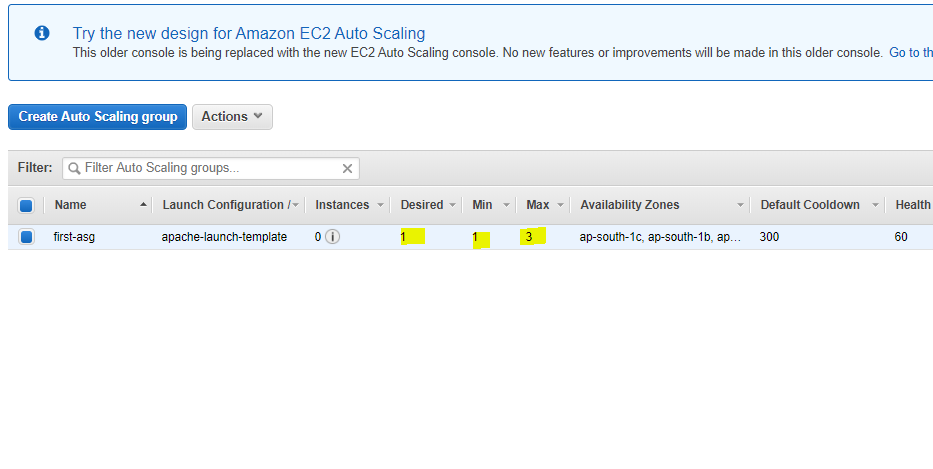 Try the new design for Amazon EC2 Auto Scaling
This older console is being replaced with the new EC2 Auto Scaling console. No new features or improvements will be made in this older console. Go to th
Create Auto Scaling group Actions
Filter: Filter Auto Scaling groups...
Name Launch Configuration / Instances Desired Min Max Availability Zones Default Cooldown Health
first-asg apache-launch-template 0 1 1 3 ap-south-1c, ap-south-1b, ap... 300 60